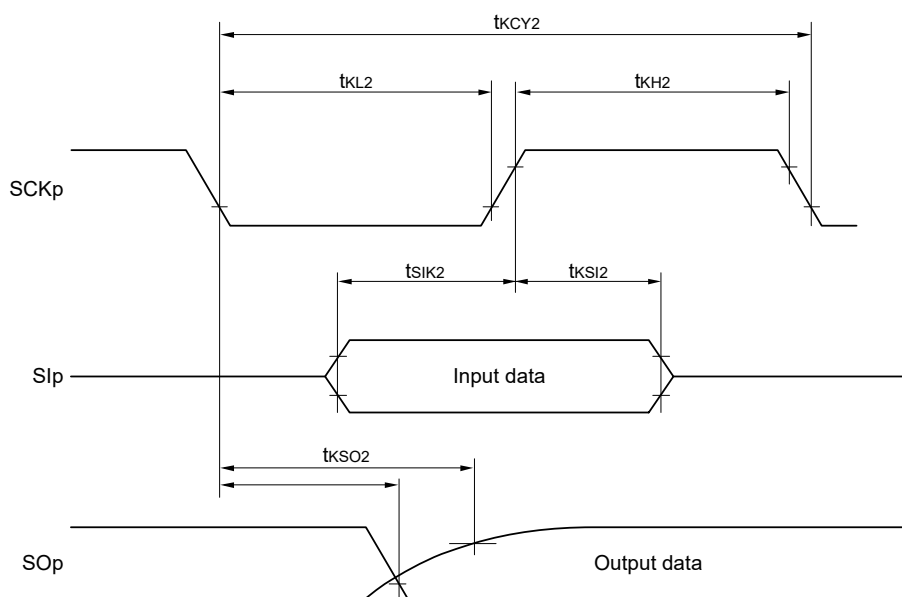 tKCY2
tKL2
tKH2
SCKp
tSIK2
tKSI2
SIp
Input data
tKSO2
SOp
Output data